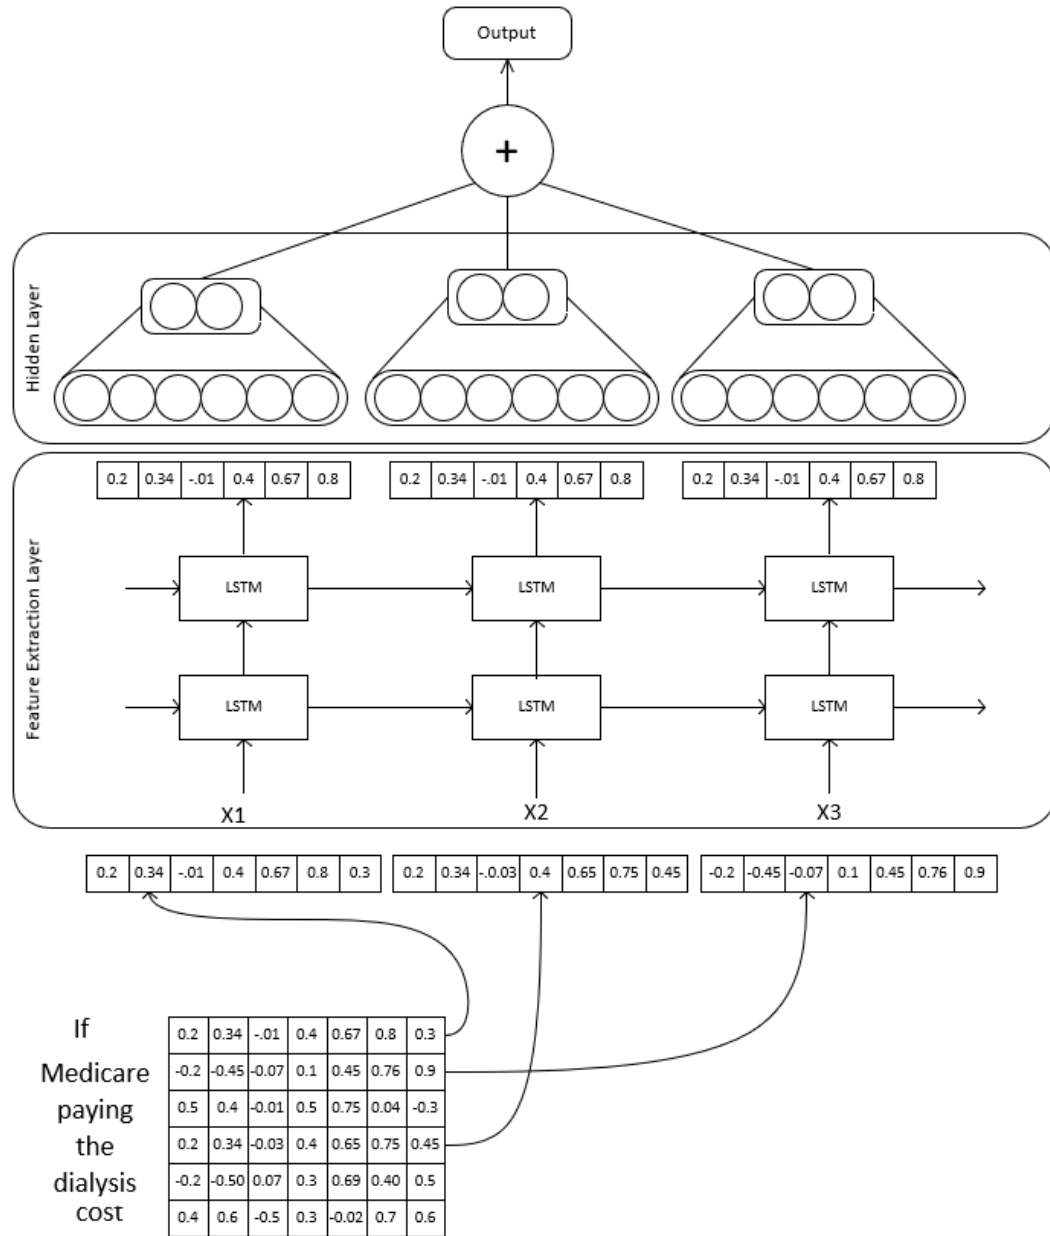 Output
+
Hidden Layer
Feature Extraction Layer
0.2 0.34 -.01 0.4 0.67 0.8
0.2 0.34 -.01 0.4 0.67 0.8
0.2 0.34 -.01 0.4 0.67 0.8
LSTM LSTM LSTM
LSTM LSTM LSTM
X1 X2 X3
0.2 0.34 -.01 0.4 0.67 0.8 0.3
0.2 0.34 -.0.03 0.4 0.65 0.75 0.45
-0.2 -0.45 -0.07 0.1 0.45 0.76 0.9
If 0.2 0.34 -.01 0.4 0.67 0.8 0.3
Medicare -0.2 -0.45 -0.07 0.1 0.45 0.76 0.9
paying 0.5 0.4 -0.01 0.5 0.75 0.04 -0.3
the 0.2 0.34 -0.03 0.4 0.65 0.75 0.45
dialysis -0.2 -0.50 0.07 0.3 0.69 0.40 0.5
cost 0.4 0.6 -0.5 0.3 -0.02 0.7 0.6